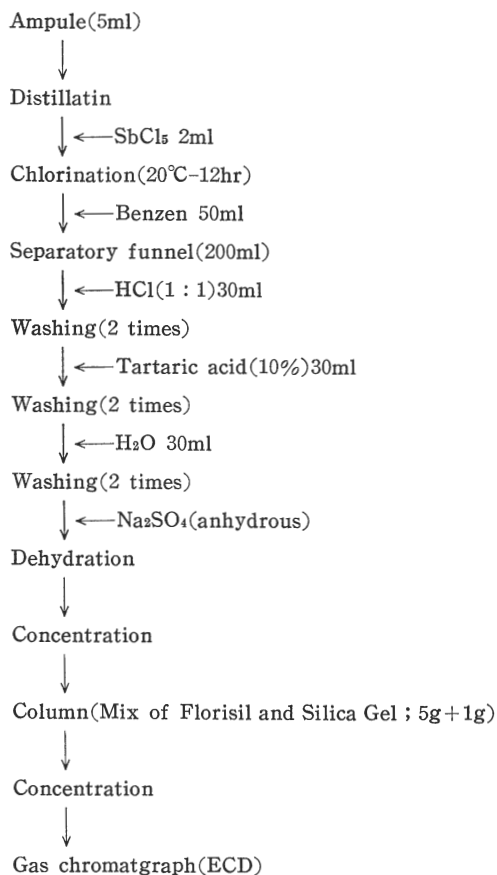 Ampule(5ml)
Distillatin
SbCl₅ 2ml
Chlorination(20℃-12hr)
Benzen 50ml
Separatory funnel(200ml)
HCl(1 : 1)30ml
Washing(2 times)
Tartaric acid(10%)30ml
Washing(2 times)
H₂O 30ml
Washing(2 times)
Na₂SO₄(anhydrous)
Dehydration
Concentration
Column(Mix of Florisil and Silica Gel ; 5g+1g)
Concentration
Gas chromatgraph(ECD)